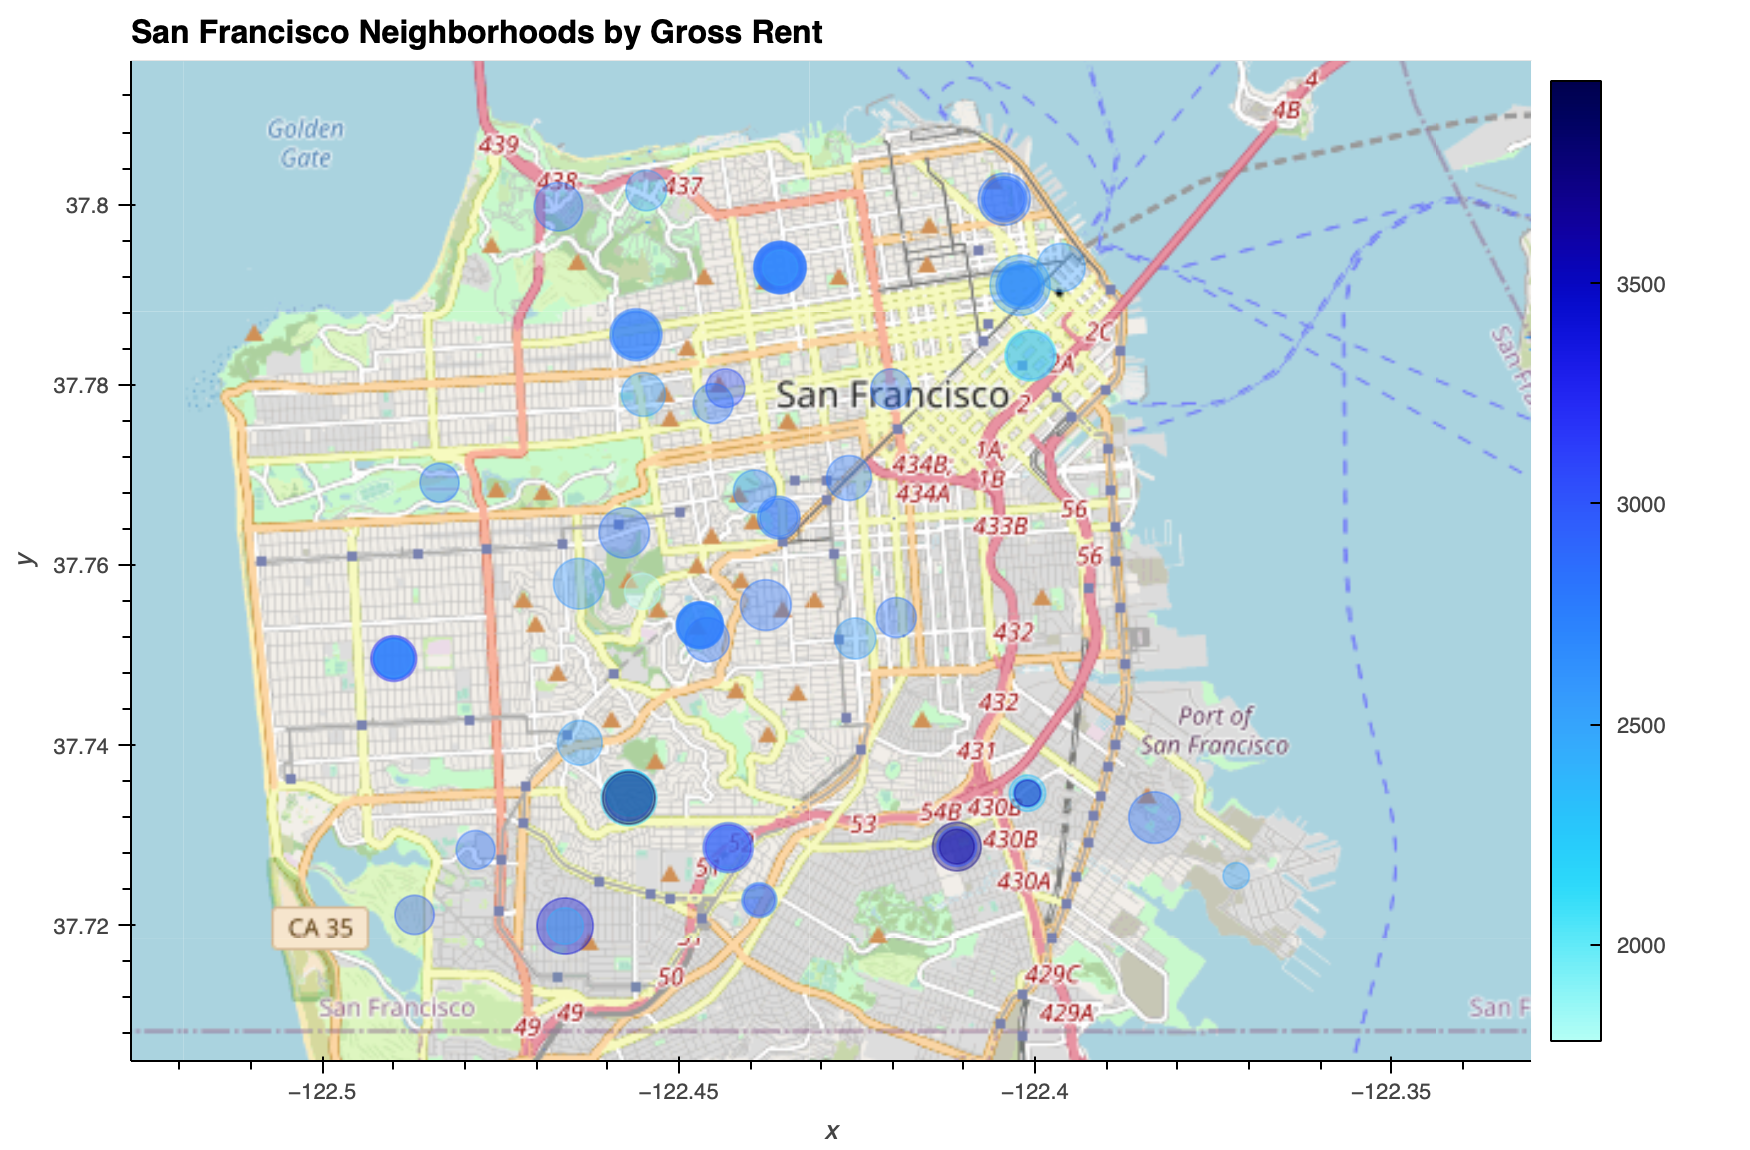 San Francisco Neighborhoods by Gross Rent
Golden
Gate
439
438
437
4
4B
2C
2A
2
San Francisco
1A,
1B
434B,
434A
433B
56
56
432
432
431
Port of
San Francisco
54B
430B
430B
430A
53
52
51
50
49
49
429C
429A
CA 35
San Francisco
San F
San Fra
37.8
37.78
37.76
37.74
37.72
y
−122.5
−122.45
−122.4
−122.35
x
3500
3000
2500
2000